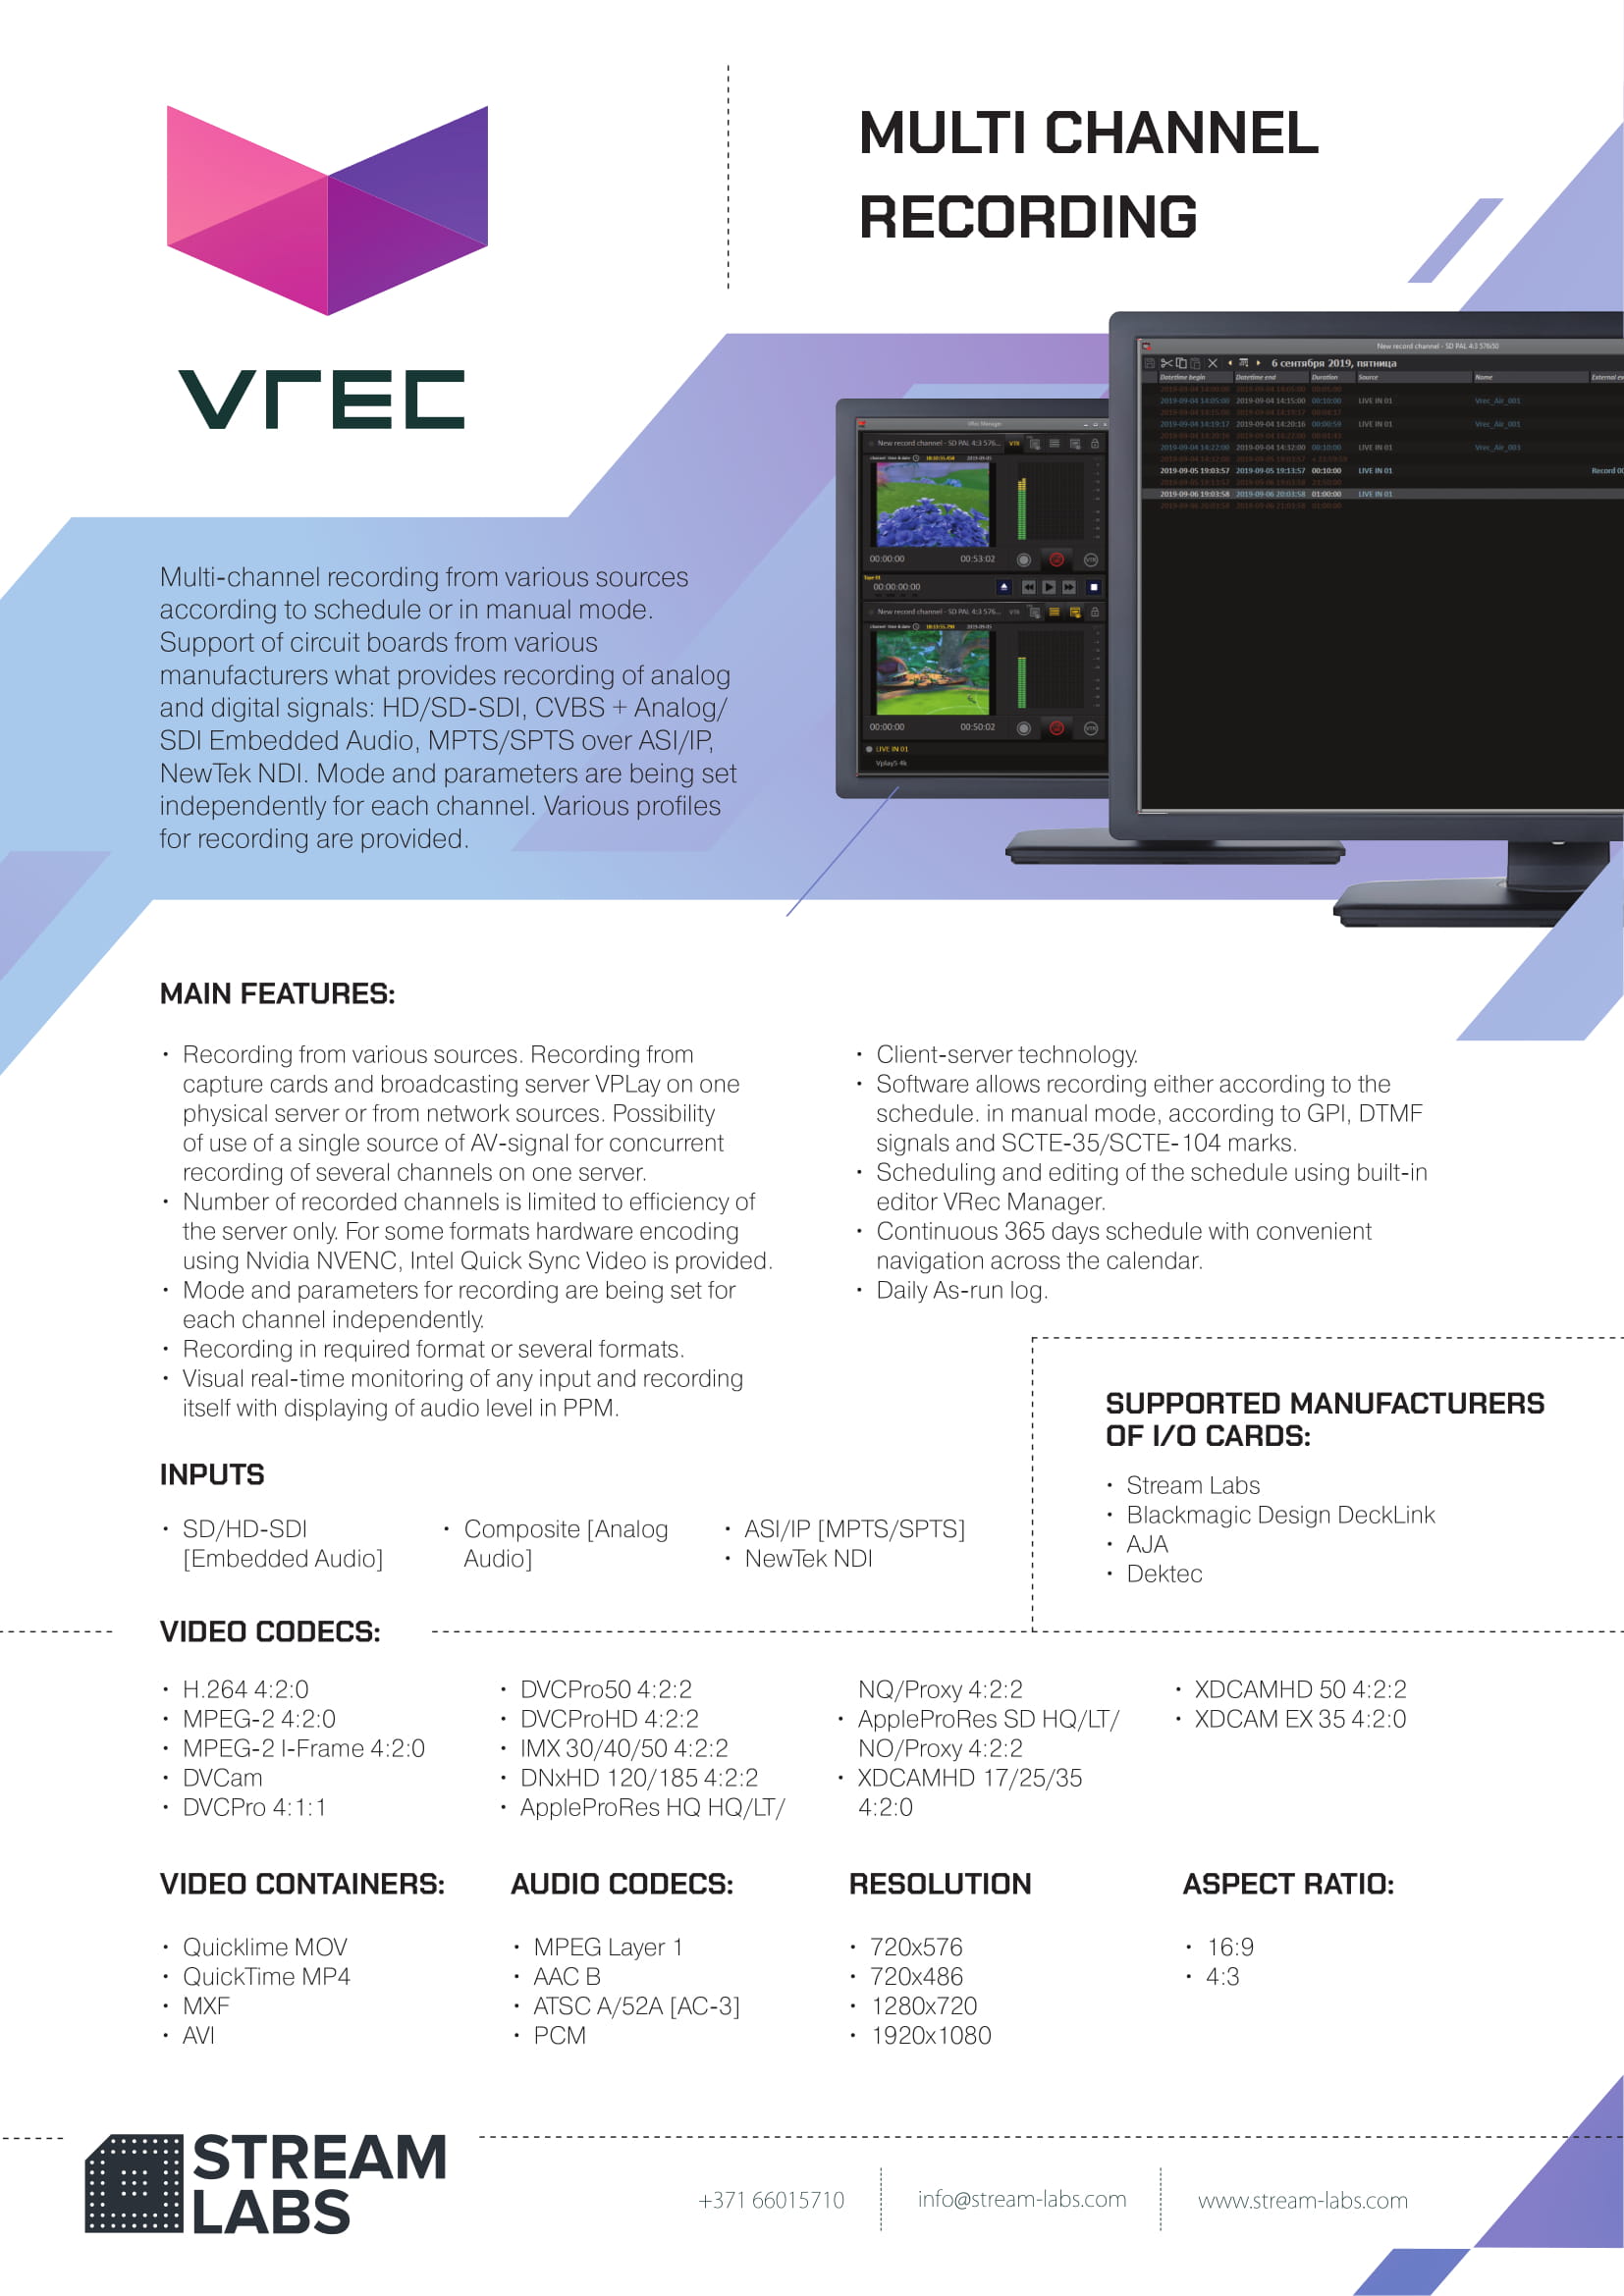 MULTI CHANNEL
RECORDING
vrec
New record channel - SD PAL 4:3 576i50
6 сентября 2019, пятница
Datetime begin Datetime end Duration Source Name
2019-09-04 14:05:00 2019-09-04 14:15:00 00:10:00 LIVE IN 01 Vrec_Air_001
2019-09-04 14:19:17 2019-09-04 14:20:16 00:00:59 LIVE IN 01 Vrec_Air_001
2019-09-04 14:22:00 2019-09-04 14:32:00 00:10:00 LIVE IN 01 Vrec_Air_003
2019-09-05 19:03:57 2019-09-05 19:13:57 00:10:00 LIVE IN 01
2019-09-06 19:03:58 2019-09-06 20:03:58 01:00:00 LIVE IN 01
VRec Manager
New record channel - SD PAL 4:3 576... VTR
00:00:00 00:53:02 VTR
Tape 01
00:00:00:00
New record channel - SD PAL 4:3 576... VTR
00:00:00 00:50:02 VTR
LIVE IN 01
Vplay5 4k
Multi-channel recording from various sources
according to schedule or in manual mode.
Support of circuit boards from various
manufacturers what provides recording of analog
and digital signals: HD/SD-SDI, CVBS + Analog/
SDI Embedded Audio, MPTS/SPTS over ASI/IP,
NewTek NDI. Mode and parameters are being set
independently for each channel. Various profiles
for recording are provided.
MAIN FEATURES:
• Recording from various sources. Recording from
capture cards and broadcasting server VPLay on one
physical server or from network sources. Possibility
of use of a single source of AV-signal for concurrent
recording of several channels on one server.
• Number of recorded channels is limited to efficiency of
the server only. For some formats hardware encoding
using Nvidia NVENC, Intel Quick Sync Video is provided.
• Mode and parameters for recording are being set for
each channel independently.
• Recording in required format or several formats.
• Visual real-time monitoring of any input and recording
itself with displaying of audio level in PPM.
• Client-server technology.
• Software allows recording either according to the
schedule. in manual mode, according to GPI, DTMF
signals and SCTE-35/SCTE-104 marks.
• Scheduling and editing of the schedule using built-in
editor VRec Manager.
• Continuous 365 days schedule with convenient
navigation across the calendar.
• Daily As-run log.
SUPPORTED MANUFACTURERS
OF I/O CARDS:
• Stream Labs
• Blackmagic Design DeckLink
• AJA
• Dektec
INPUTS
• SD/HD-SDI
[Embedded Audio]
• Composite [Analog
Audio]
• ASI/IP [MPTS/SPTS]
• NewTek NDI
VIDEO CODECS:
• H.264 4:2:0
• MPEG-2 4:2:0
• MPEG-2 I-Frame 4:2:0
• DVCam
• DVCPro 4:1:1
• DVCPro50 4:2:2
• DVCProHD 4:2:2
• IMX 30/40/50 4:2:2
• DNxHD 120/185 4:2:2
• AppleProRes HQ HQ/LT/
NQ/Proxy 4:2:2
• AppleProRes SD HQ/LT/
NO/Proxy 4:2:2
• XDCAMHD 17/25/35
4:2:0
• XDCAMHD 50 4:2:2
• XDCAM EX 35 4:2:0
VIDEO CONTAINERS:
• Quicklime MOV
• QuickTime MP4
• MXF
• AVI
AUDIO CODECS:
• MPEG Layer 1
• AAC B
• ATSC A/52A [AC-3]
• PCM
RESOLUTION
• 720x576
• 720x486
• 1280x720
• 1920x1080
ASPECT RATIO:
• 16:9
• 4:3
STREAM
LABS
+371 66015710
info@stream-labs.com
www.stream-labs.com